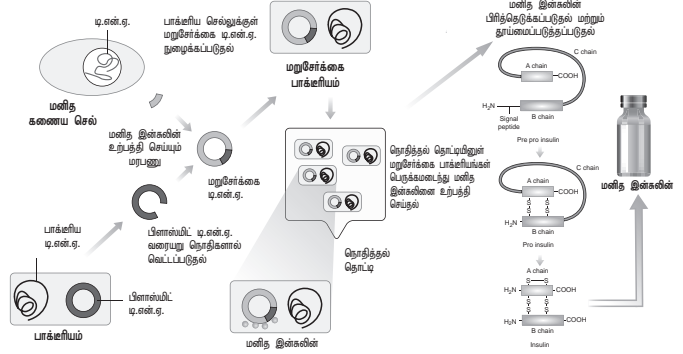 டி.என்.ஏ.
மனித
கணைய செல்
பாக்டீரிய செல்லுக்குள்
மறுசேர்க்கை டி.என்.ஏ.
நுழைக்கப்படுதல்
மனித இன்சுலின்
உற்பத்தி செய்யும்
மரபணு
மறுசேர்க்கை
டி.என்.ஏ.
பிளாஸ்மிட் டி.என்.ஏ.
வரையறு நொதிகளால்
வெட்டப்படுதல்
பாக்டீரிய
டி.என்.ஏ.
பிளாஸ்மிட்
டி.என்.ஏ.
பாக்டீரியம்
மறுசேர்க்கை
பாக்டீரியம்
நொதித்தல் தொட்டியினுள்
மறுசேர்க்கை பாக்டீரியங்கள்
பெருக்கமடைந்து மனித
இன்சுலினை உற்பத்தி
செய்தல்
நொதித்தல்
தொட்டி
மனித இன்சுலின்
மனித இன்சுலின்
பிரித்தெடுக்கப்படுதல் மற்றும்
தூய்மைப்படுத்தப்படுதல்
C chain
A chain
COOH
H₂N
Signal
peptide
B chain
Pre pro insulin
C chain
A chain
COOH
S S
S S
H₂N
B chain
Pro insulin
A chain
S S
H₂N COOH
S S
S S
H₂N COOH
B chain
Insulin
மனித இன்சுலின்